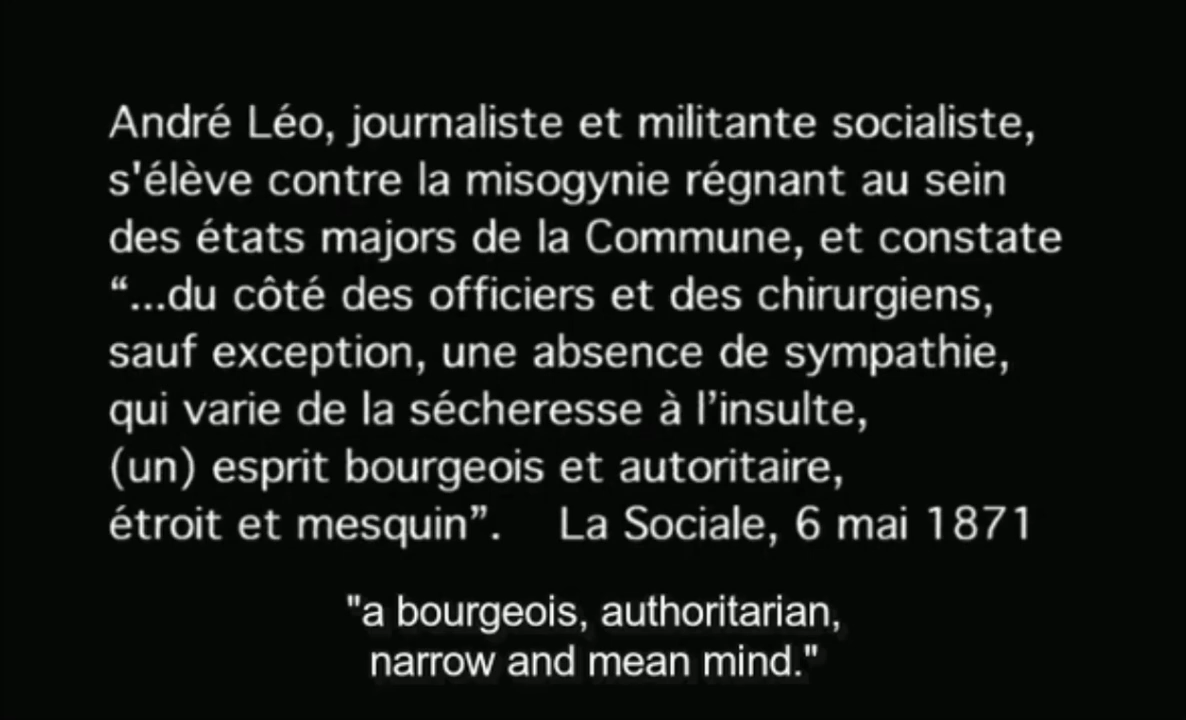 André Léo, journaliste et militante socialiste,
s'élève contre la misogynie régnant au sein
des états majors de la Commune, et constate
“...du côté des officiers et des chirurgiens,
sauf exception, une absence de sympathie,
qui varie de la sécheresse à l’insulte,
(un) esprit bourgeois et autoritaire,
étroit et mesquin”. La Sociale, 6 mai 1871
"a bourgeois, authoritarian,
narrow and mean mind."